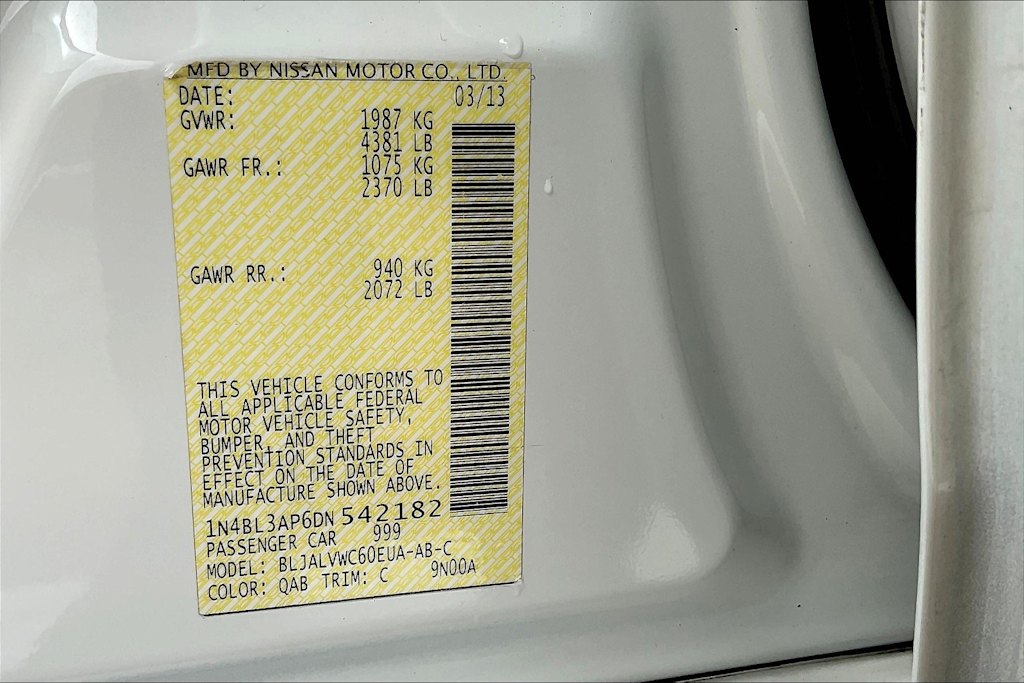 MFD BY NISSAN MOTOR CO., LTD.
DATE: 03/13
GVWR: 1987 KG
4381 LB
GAWR FR.: 1075 KG
2370 LB
GAWR RR.: 940 KG
2072 LB
THIS VEHICLE CONFORMS TO
ALL APPLICABLE FEDERAL
MOTOR VEHICLE SAFETY,
BUMPER, AND THEFT
PREVENTION STANDARDS IN
EFFECT ON THE DATE OF
MANUFACTURE SHOWN ABOVE.
1N4BL3AP6DN 542182
PASSENGER CAR 999
MODEL: BLJALVWC60EUA-AB-C
COLOR: QAB TRIM: C 9N00A